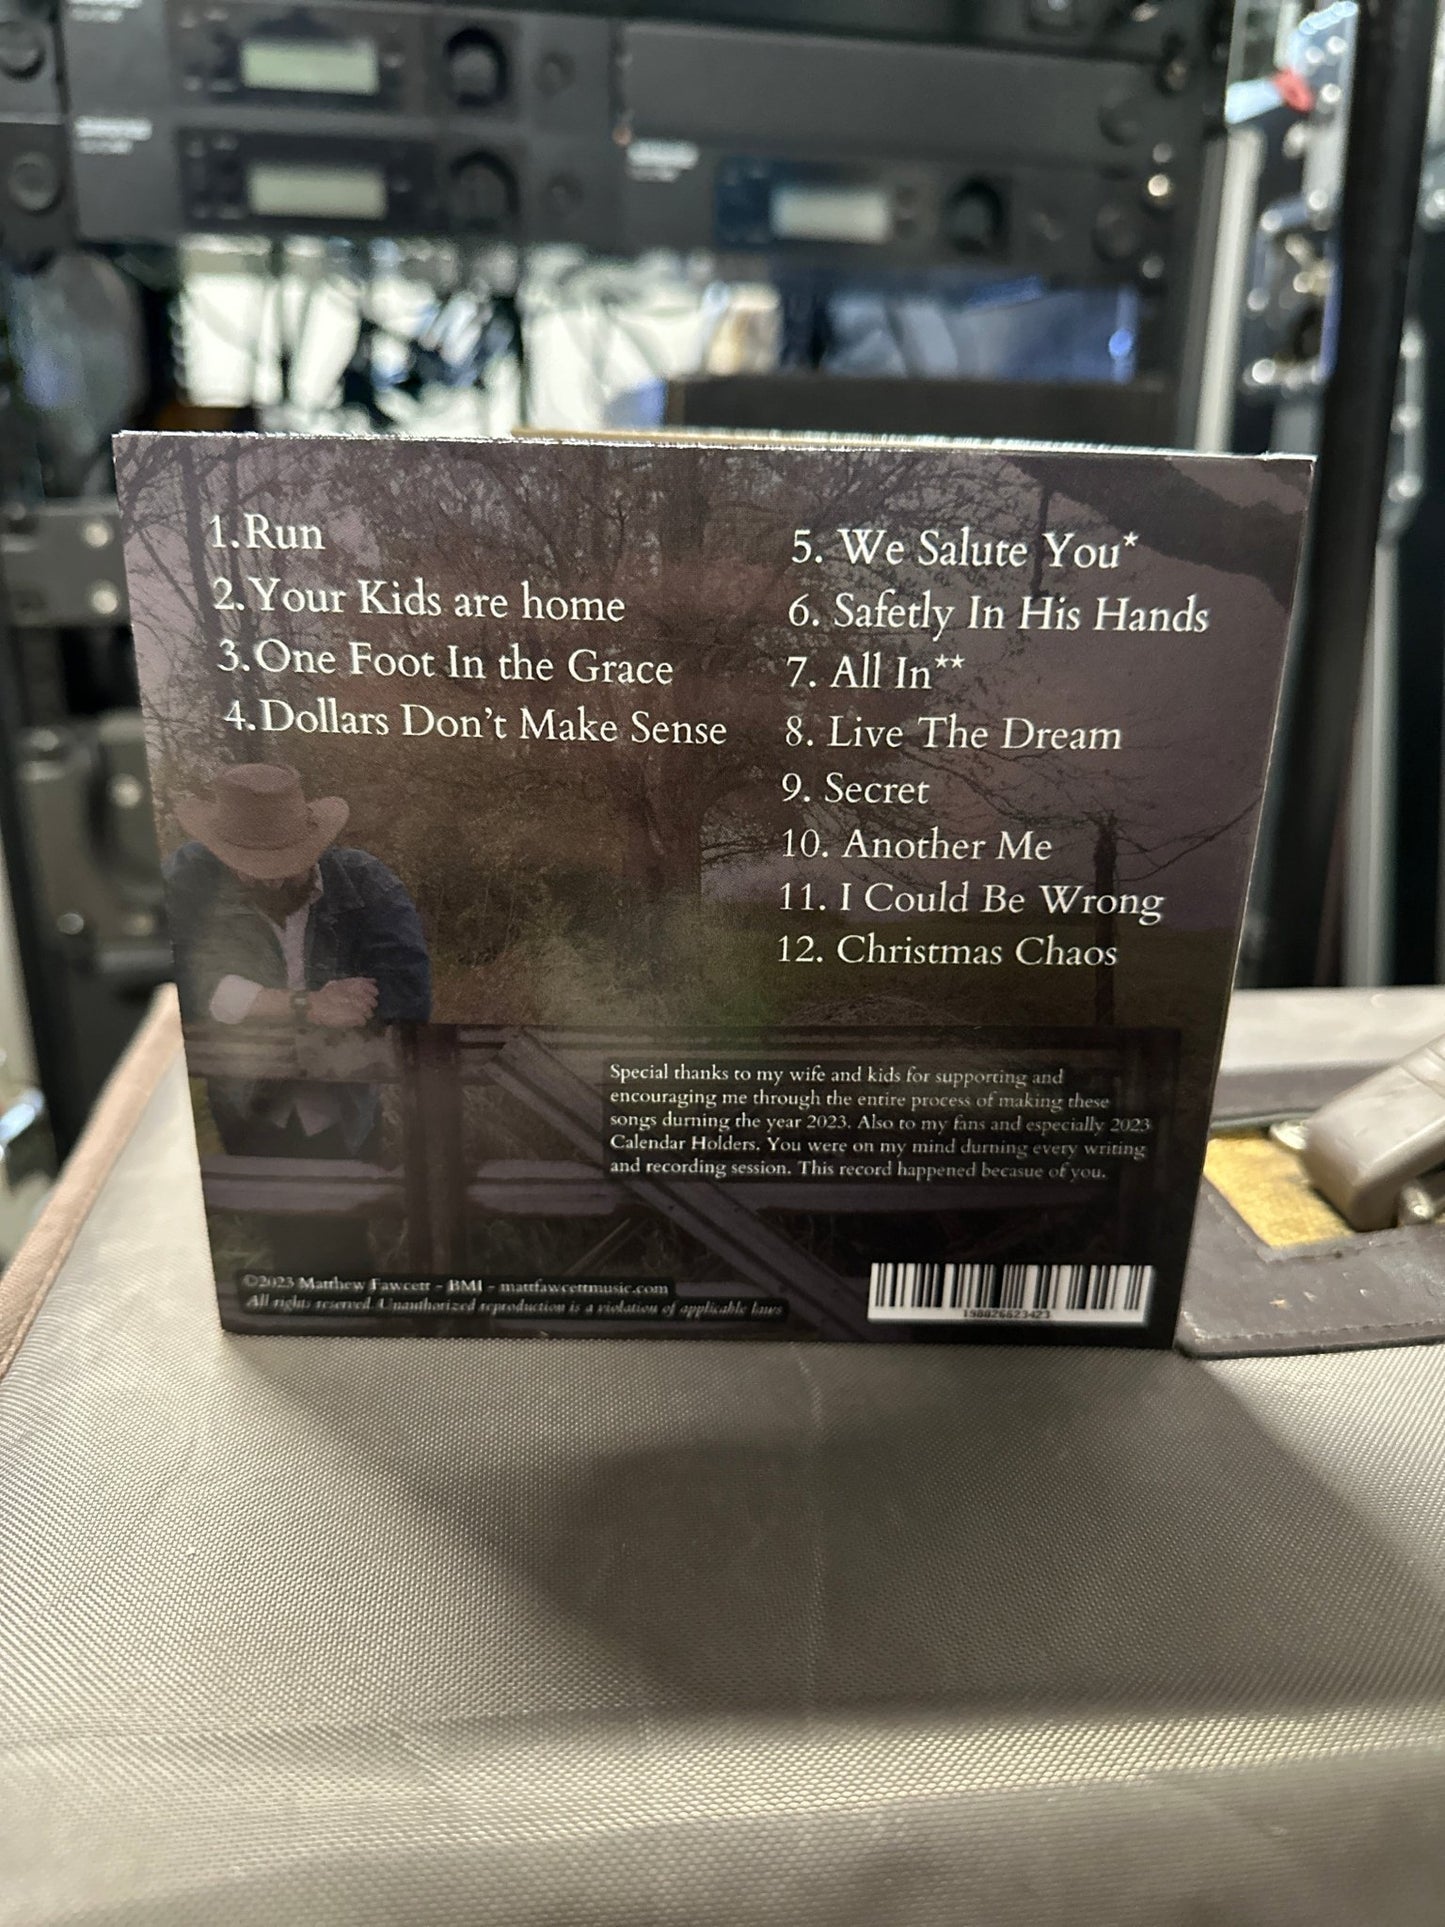 1. Run
2. Your Kids are home
3. One Foot In the Grace
4. Dollars Don't Make Sense
5. We Salute You*
6. Safetly In His Hands
7. All In**
8. Live The Dream
9. Secret
10. Another Me
11. I Could Be Wrong
12. Christmas Chaos
Special thanks to my wife and kids for supporting and
encouraging me through the entire process of making these
songs durning the year 2023. Also to my fans and especially 2023
Calendar Holders. You were on my mind durning every writing
and recording session. This record happened becasue of you.
©2023 Matthew Fawcett - BMI - mattfawcettmusic.com
All rights reserved. Unauthorized reproduction is a violation of applicable laws
198026623423